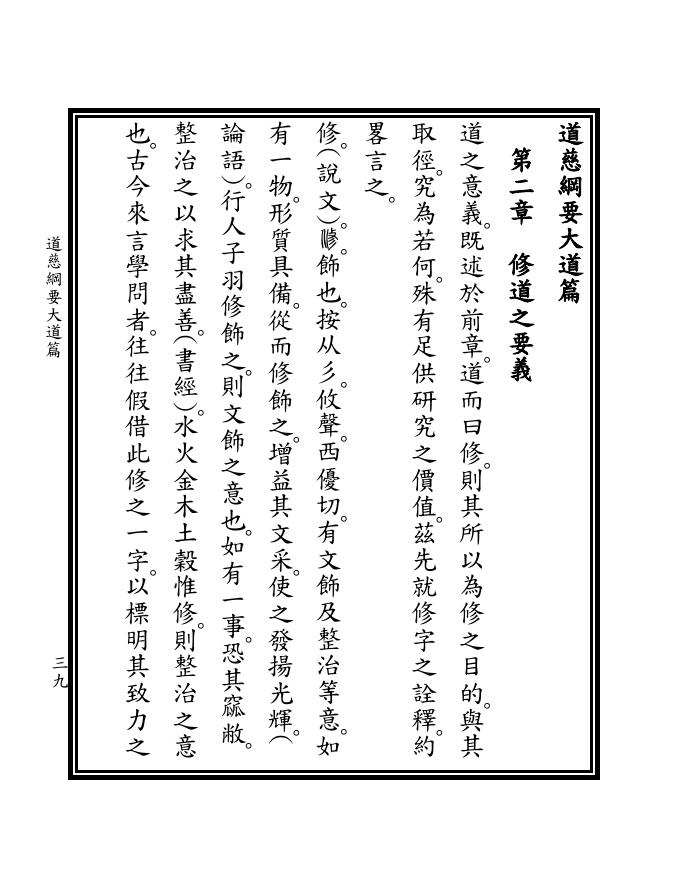 道慈綱要大道篇
第二章　修道之要義
道之意義。既述於前章。道而曰修。則其所以為修之目的。與其
取徑。究為若何。殊有足供研究之價值。茲先就修字之詮釋。約
畧言之。
修。（說文）。飾也。按从彡。攸聲。西優切。有文飾及整治等意。如
有一物。形質具備。從而修飾之。增益其文采。使之發揚光輝。（
論語）。行人子羽修飾之。則文飾之意也。如有一事。恐其窳敝。
整治之以求其盡善。（書經）。水火金木土穀惟修。則整治之意
也。古今來言學問者。往往假借此修之一字。以標明其致力之
道慈綱要大道篇
三九